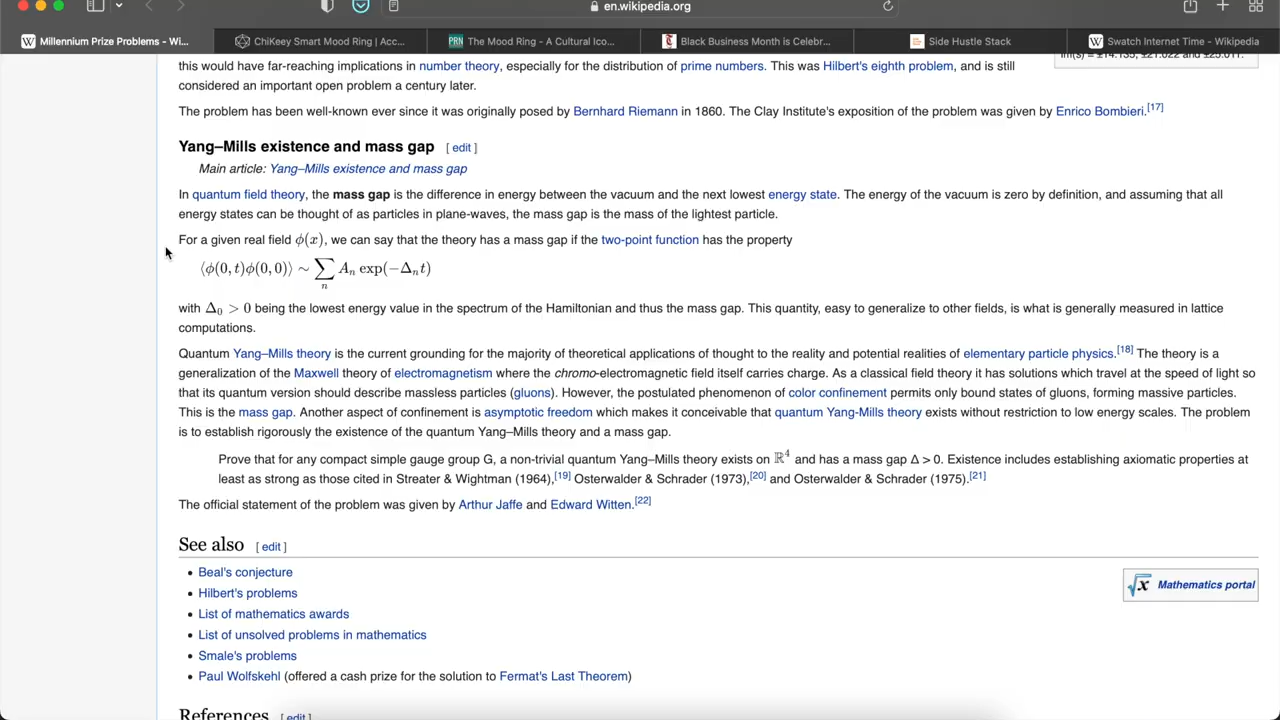 en.wikipedia.org
Millennium Prize Problems - Wi...
ChiKeey Smart Mood Ring | Acc...
The Mood Ring - A Cultural Ico...
Black Business Month is Celebr...
Side Hustle Stack
Swatch Internet Time - Wikipedia
this would have far-reaching implications in number theory, especially for the distribution of prime numbers. This was Hilbert's eighth problem, and is still
considered an important open problem a century later.
The problem has been well-known ever since it was originally posed by Bernhard Riemann in 1860. The Clay Institute's exposition of the problem was given by Enrico Bombieri.[17]
Yang–Mills existence and mass gap [ edit ]
Main article: Yang–Mills existence and mass gap
In quantum field theory, the mass gap is the difference in energy between the vacuum and the next lowest energy state. The energy of the vacuum is zero by definition, and assuming that all
energy states can be thought of as particles in plane-waves, the mass gap is the mass of the lightest particle.
For a given real field ϕ(x), we can say that the theory has a mass gap if the two-point function has the property
⟨ϕ(0, t)ϕ(0, 0)⟩ ∼ ∑ₙ Aₙ exp(−Δₙt)
with Δ₀ > 0 being the lowest energy value in the spectrum of the Hamiltonian and thus the mass gap. This quantity, easy to generalize to other fields, is what is generally measured in lattice
computations.
Quantum Yang–Mills theory is the current grounding for the majority of theoretical applications of thought to the reality and potential realities of elementary particle physics.[18] The theory is a
generalization of the Maxwell theory of electromagnetism where the chromo-electromagnetic field itself carries charge. As a classical field theory it has solutions which travel at the speed of light so
that its quantum version should describe massless particles (gluons). However, the postulated phenomenon of color confinement permits only bound states of gluons, forming massive particles.
This is the mass gap. Another aspect of confinement is asymptotic freedom which makes it conceivable that quantum Yang-Mills theory exists without restriction to low energy scales. The problem
is to establish rigorously the existence of the quantum Yang–Mills theory and a mass gap.
Prove that for any compact simple gauge group G, a non-trivial quantum Yang–Mills theory exists on ℝ⁴ and has a mass gap Δ > 0. Existence includes establishing axiomatic properties at
least as strong as those cited in Streater & Wightman (1964),[19] Osterwalder & Schrader (1973),[20] and Osterwalder & Schrader (1975).[21]
The official statement of the problem was given by Arthur Jaffe and Edward Witten.[22]
See also [ edit ]
• Beal's conjecture
• Hilbert's problems
• List of mathematics awards
• List of unsolved problems in mathematics
• Smale's problems
• Paul Wolfskehl (offered a cash prize for the solution to Fermat's Last Theorem)
Mathematics portal
References [ edit ]